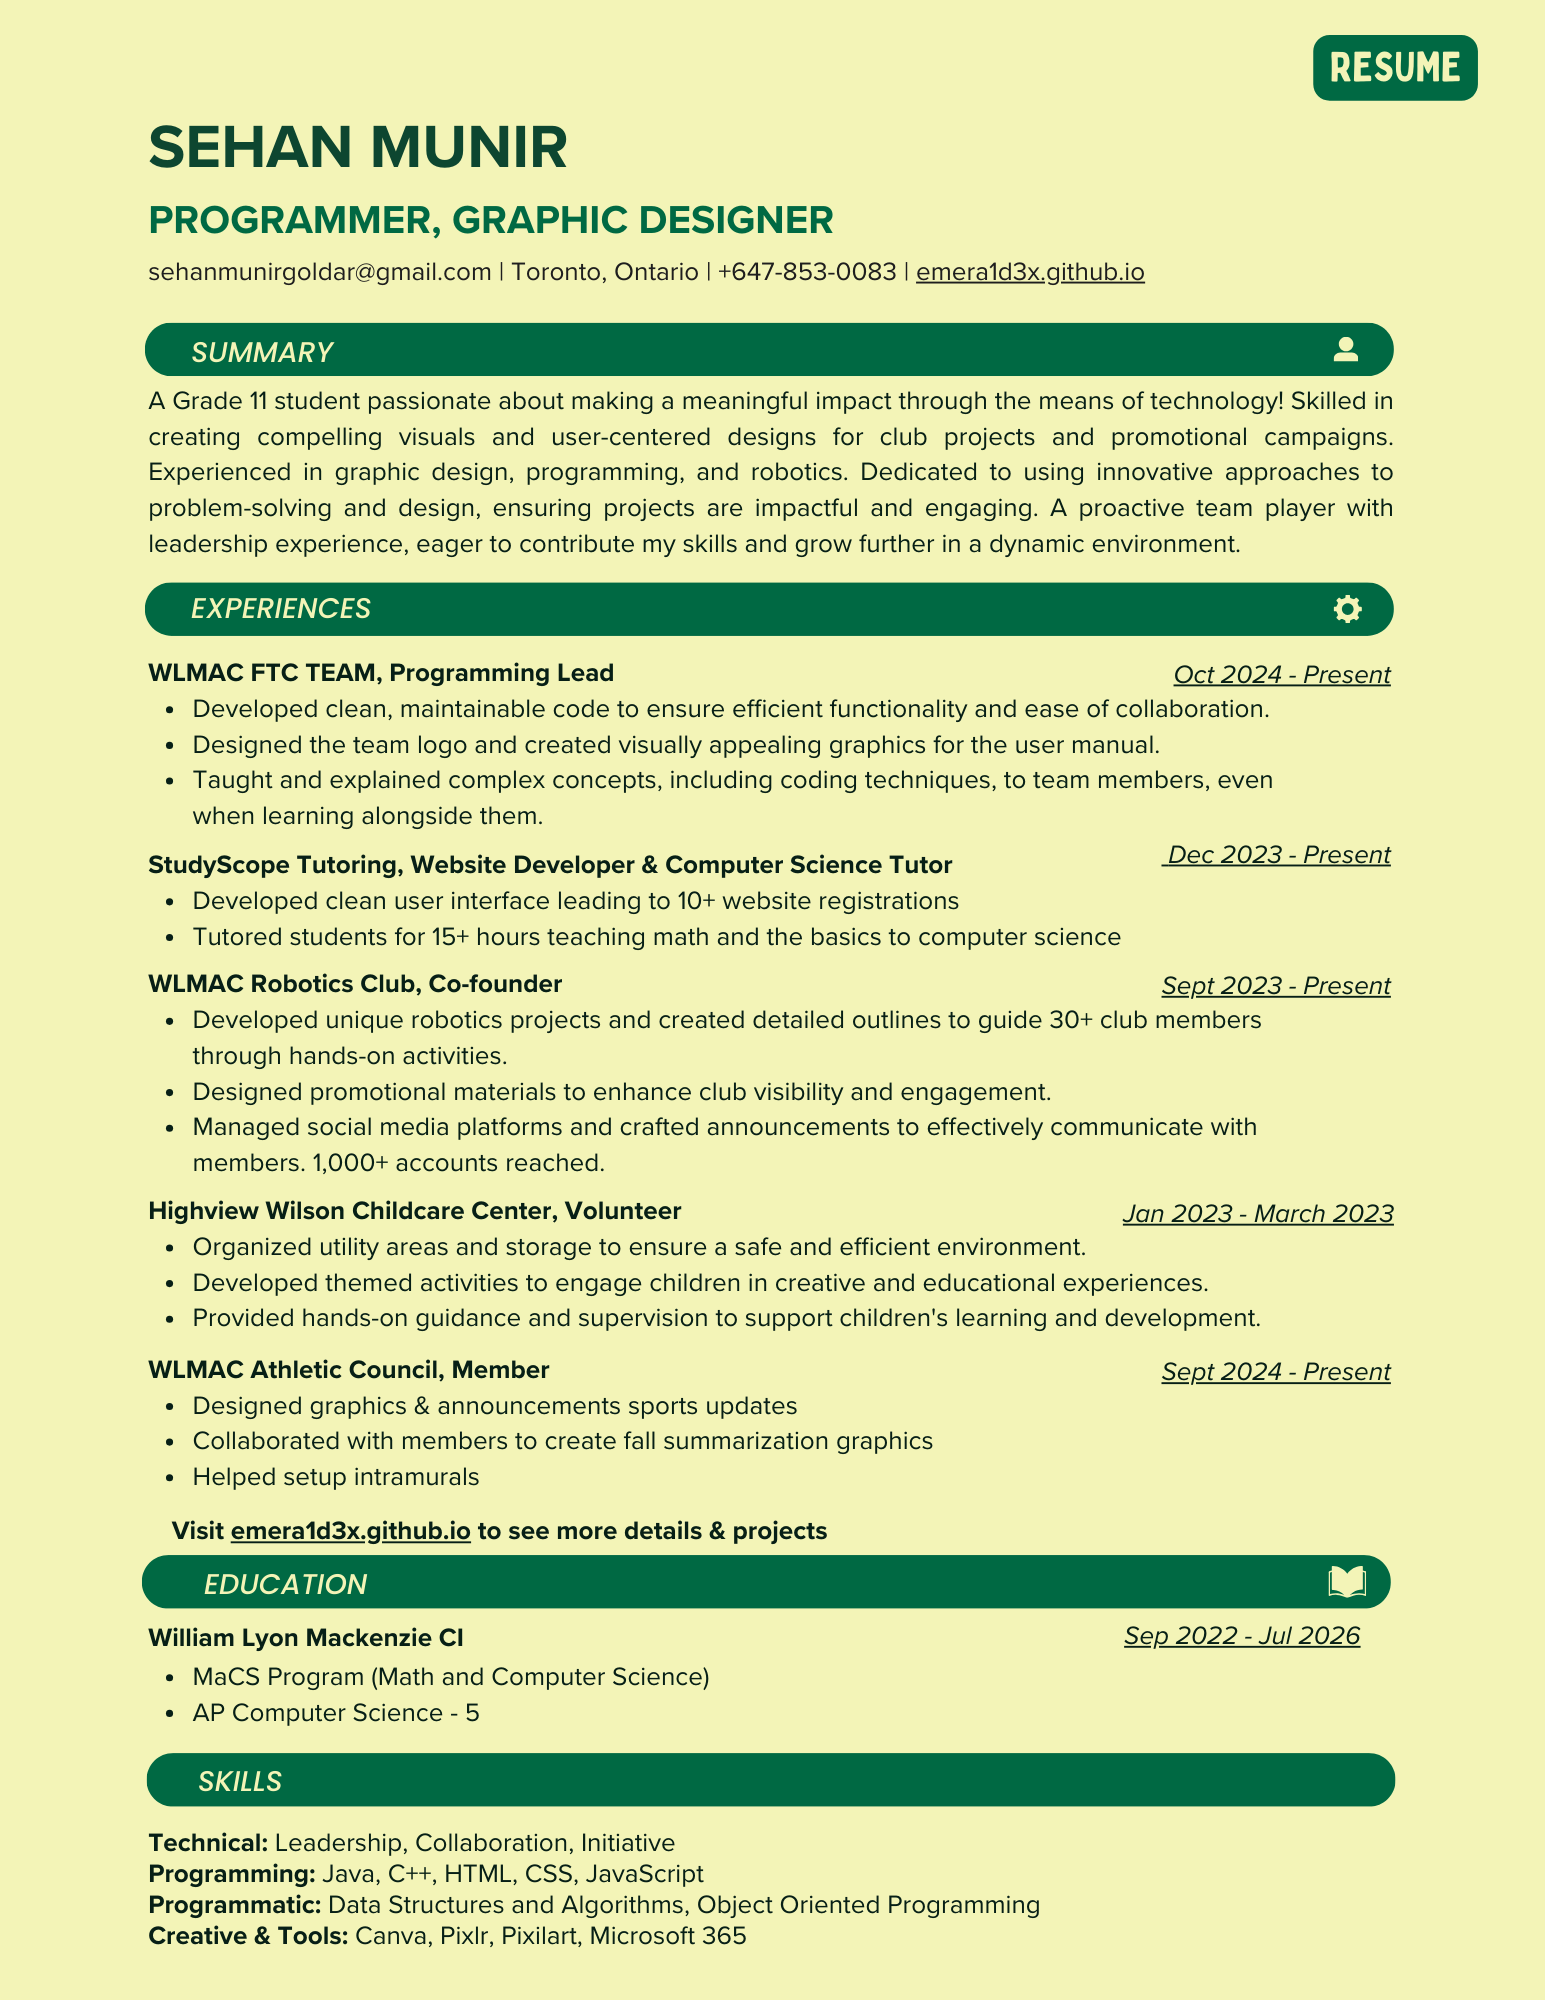 RESUME
SEHAN MUNIR
PROGRAMMER, GRAPHIC DESIGNER
sehanmunirgoldar@gmail.com | Toronto, Ontario | +647-853-0083 | emera1d3x.github.io
SUMMARY
A Grade 11 student passionate about making a meaningful impact through the means of technology! Skilled in
creating compelling visuals and user-centered designs for club projects and promotional campaigns.
Experienced in graphic design, programming, and robotics. Dedicated to using innovative approaches to
problem-solving and design, ensuring projects are impactful and engaging. A proactive team player with
leadership experience, eager to contribute my skills and grow further in a dynamic environment.
EXPERIENCES
WLMAC FTC TEAM, Programming Lead Oct 2024 - Present
• Developed clean, maintainable code to ensure efficient functionality and ease of collaboration.
• Designed the team logo and created visually appealing graphics for the user manual.
• Taught and explained complex concepts, including coding techniques, to team members, even
when learning alongside them.
StudyScope Tutoring, Website Developer & Computer Science Tutor Dec 2023 - Present
• Developed clean user interface leading to 10+ website registrations
• Tutored students for 15+ hours teaching math and the basics to computer science
WLMAC Robotics Club, Co-founder Sept 2023 - Present
• Developed unique robotics projects and created detailed outlines to guide 30+ club members
through hands-on activities.
• Designed promotional materials to enhance club visibility and engagement.
• Managed social media platforms and crafted announcements to effectively communicate with
members. 1,000+ accounts reached.
Highview Wilson Childcare Center, Volunteer Jan 2023 - March 2023
• Organized utility areas and storage to ensure a safe and efficient environment.
• Developed themed activities to engage children in creative and educational experiences.
• Provided hands-on guidance and supervision to support children's learning and development.
WLMAC Athletic Council, Member Sept 2024 - Present
• Designed graphics & announcements sports updates
• Collaborated with members to create fall summarization graphics
• Helped setup intramurals
Visit emera1d3x.github.io to see more details & projects
EDUCATION
William Lyon Mackenzie CI Sep 2022 - Jul 2026
• MaCS Program (Math and Computer Science)
• AP Computer Science - 5
SKILLS
Technical: Leadership, Collaboration, Initiative
Programming: Java, C++, HTML, CSS, JavaScript
Programmatic: Data Structures and Algorithms, Object Oriented Programming
Creative & Tools: Canva, Pixlr, Pixilart, Microsoft 365